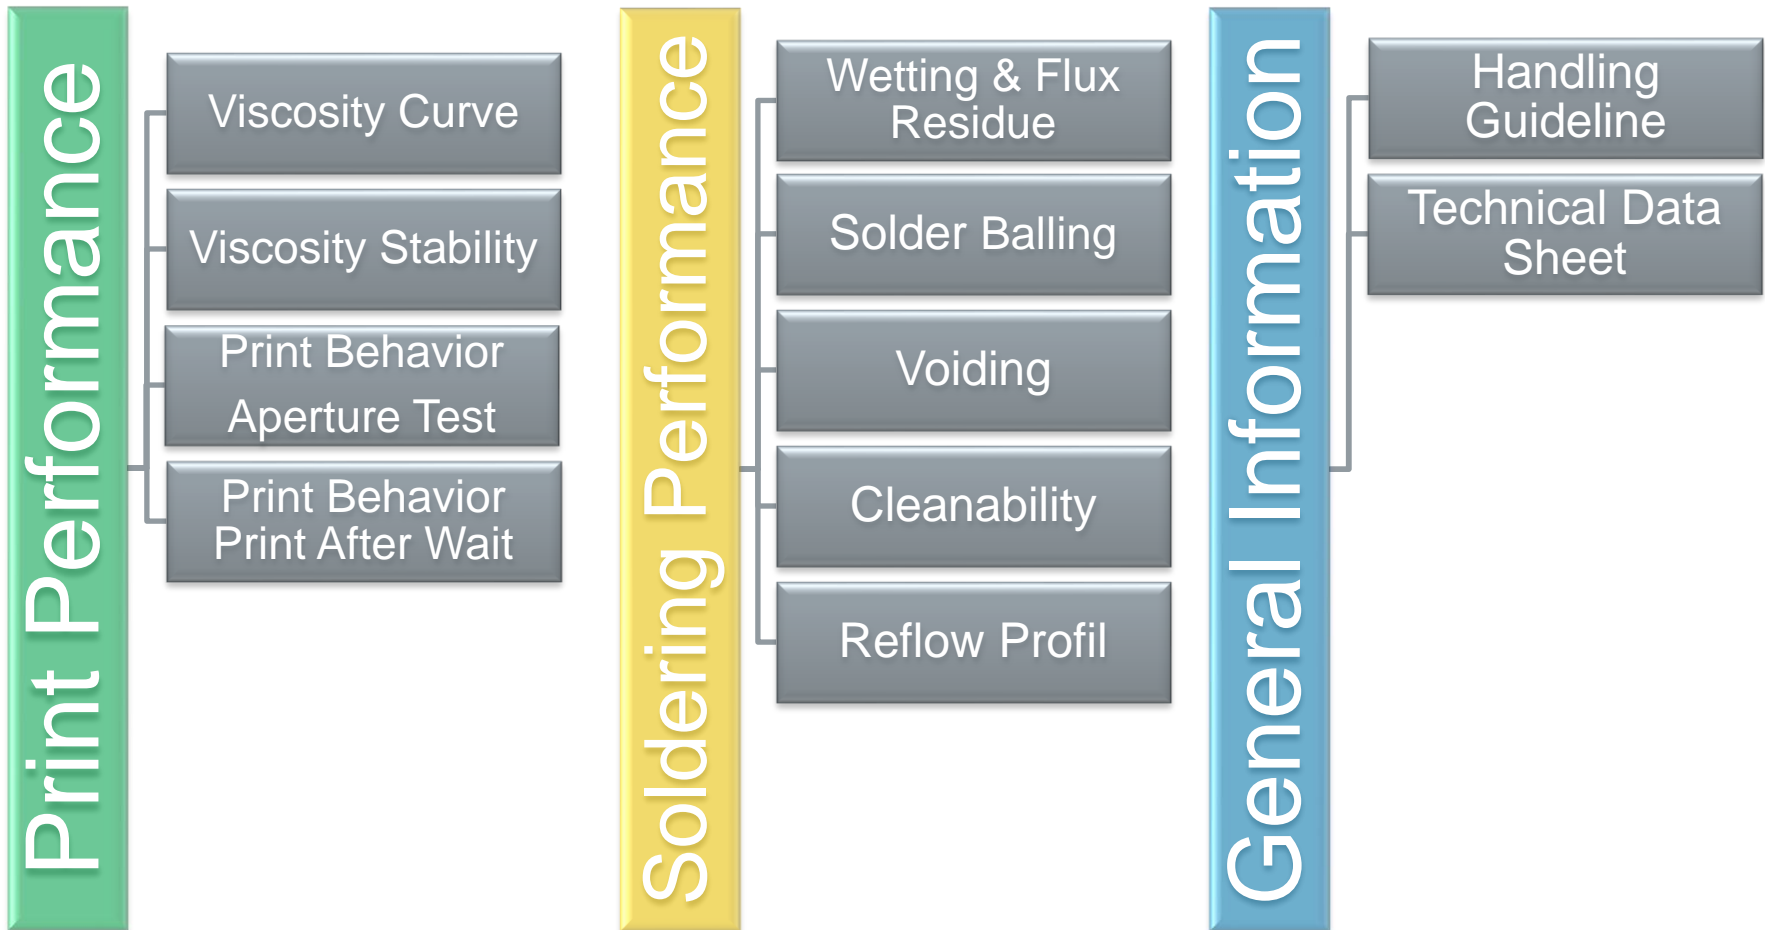 Print Performance
Viscosity Curve
Viscosity Stability
Print Behavior
Aperture Test
Print Behavior
Print After Wait
Soldering Performance
Wetting & Flux
Residue
Solder Balling
Voiding
Cleanability
Reflow Profil
General Information
Handling
Guideline
Technical Data
Sheet